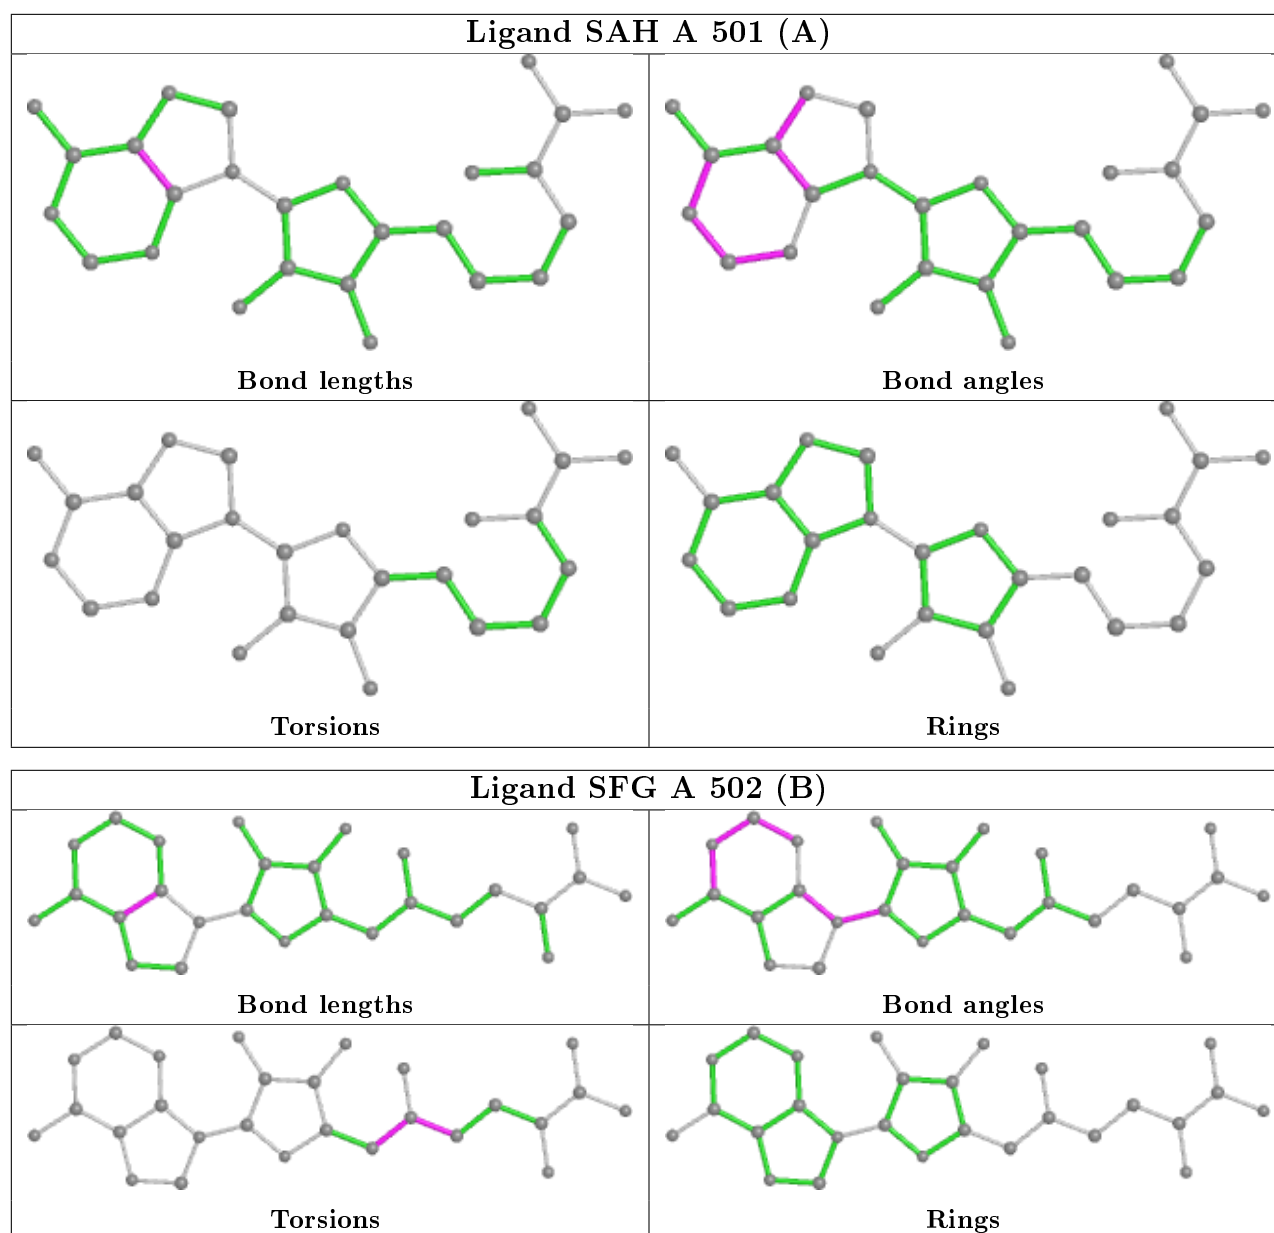 Ligand SAH A 501 (A)
Bond lengths
Bond angles
Torsions
Rings
Ligand SFG A 502 (B)
Bond lengths
Bond angles
Torsions
Rings